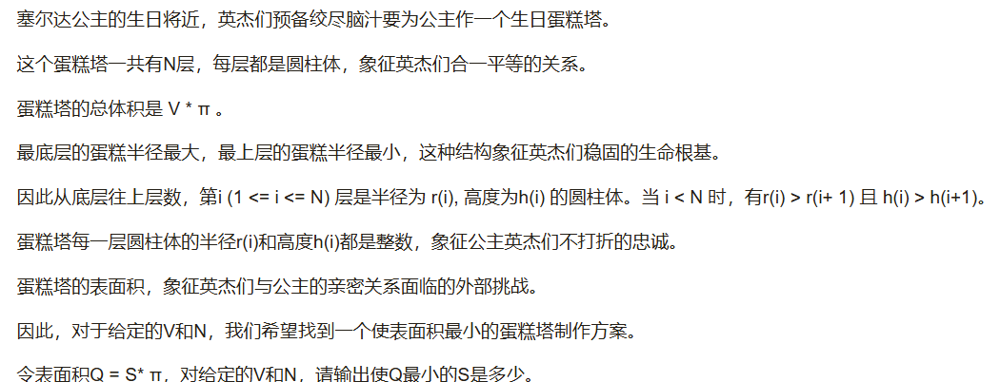 塞尔达公主的生日将近，英杰们预备绞尽脑汁要为公主作一个生日蛋糕塔。
这个蛋糕塔一共有N层，每层都是圆柱体，象征英杰们合一平等的关系。
蛋糕塔的总体积是 V * π 。
最底层的蛋糕半径最大，最上层的蛋糕半径最小，这种结构象征英杰们稳固的生命根基。
因此从底层往上层数，第i (1 <= i <= N) 层是半径为 r(i), 高度为h(i) 的圆柱体。当 i < N 时，有r(i) > r(i+ 1) 且 h(i) > h(i+1)。
蛋糕塔每一层圆柱体的半径r(i)和高度h(i)都是整数，象征公主英杰们不打折的忠诚。
蛋糕塔的表面积，象征英杰们与公主的亲密关系面临的外部挑战。
因此，对于给定的V和N，我们希望找到一个使表面积最小的蛋糕塔制作方案。
令表面积Q = S* π，对给定的V和N，请输出使Q最小的S是多少。